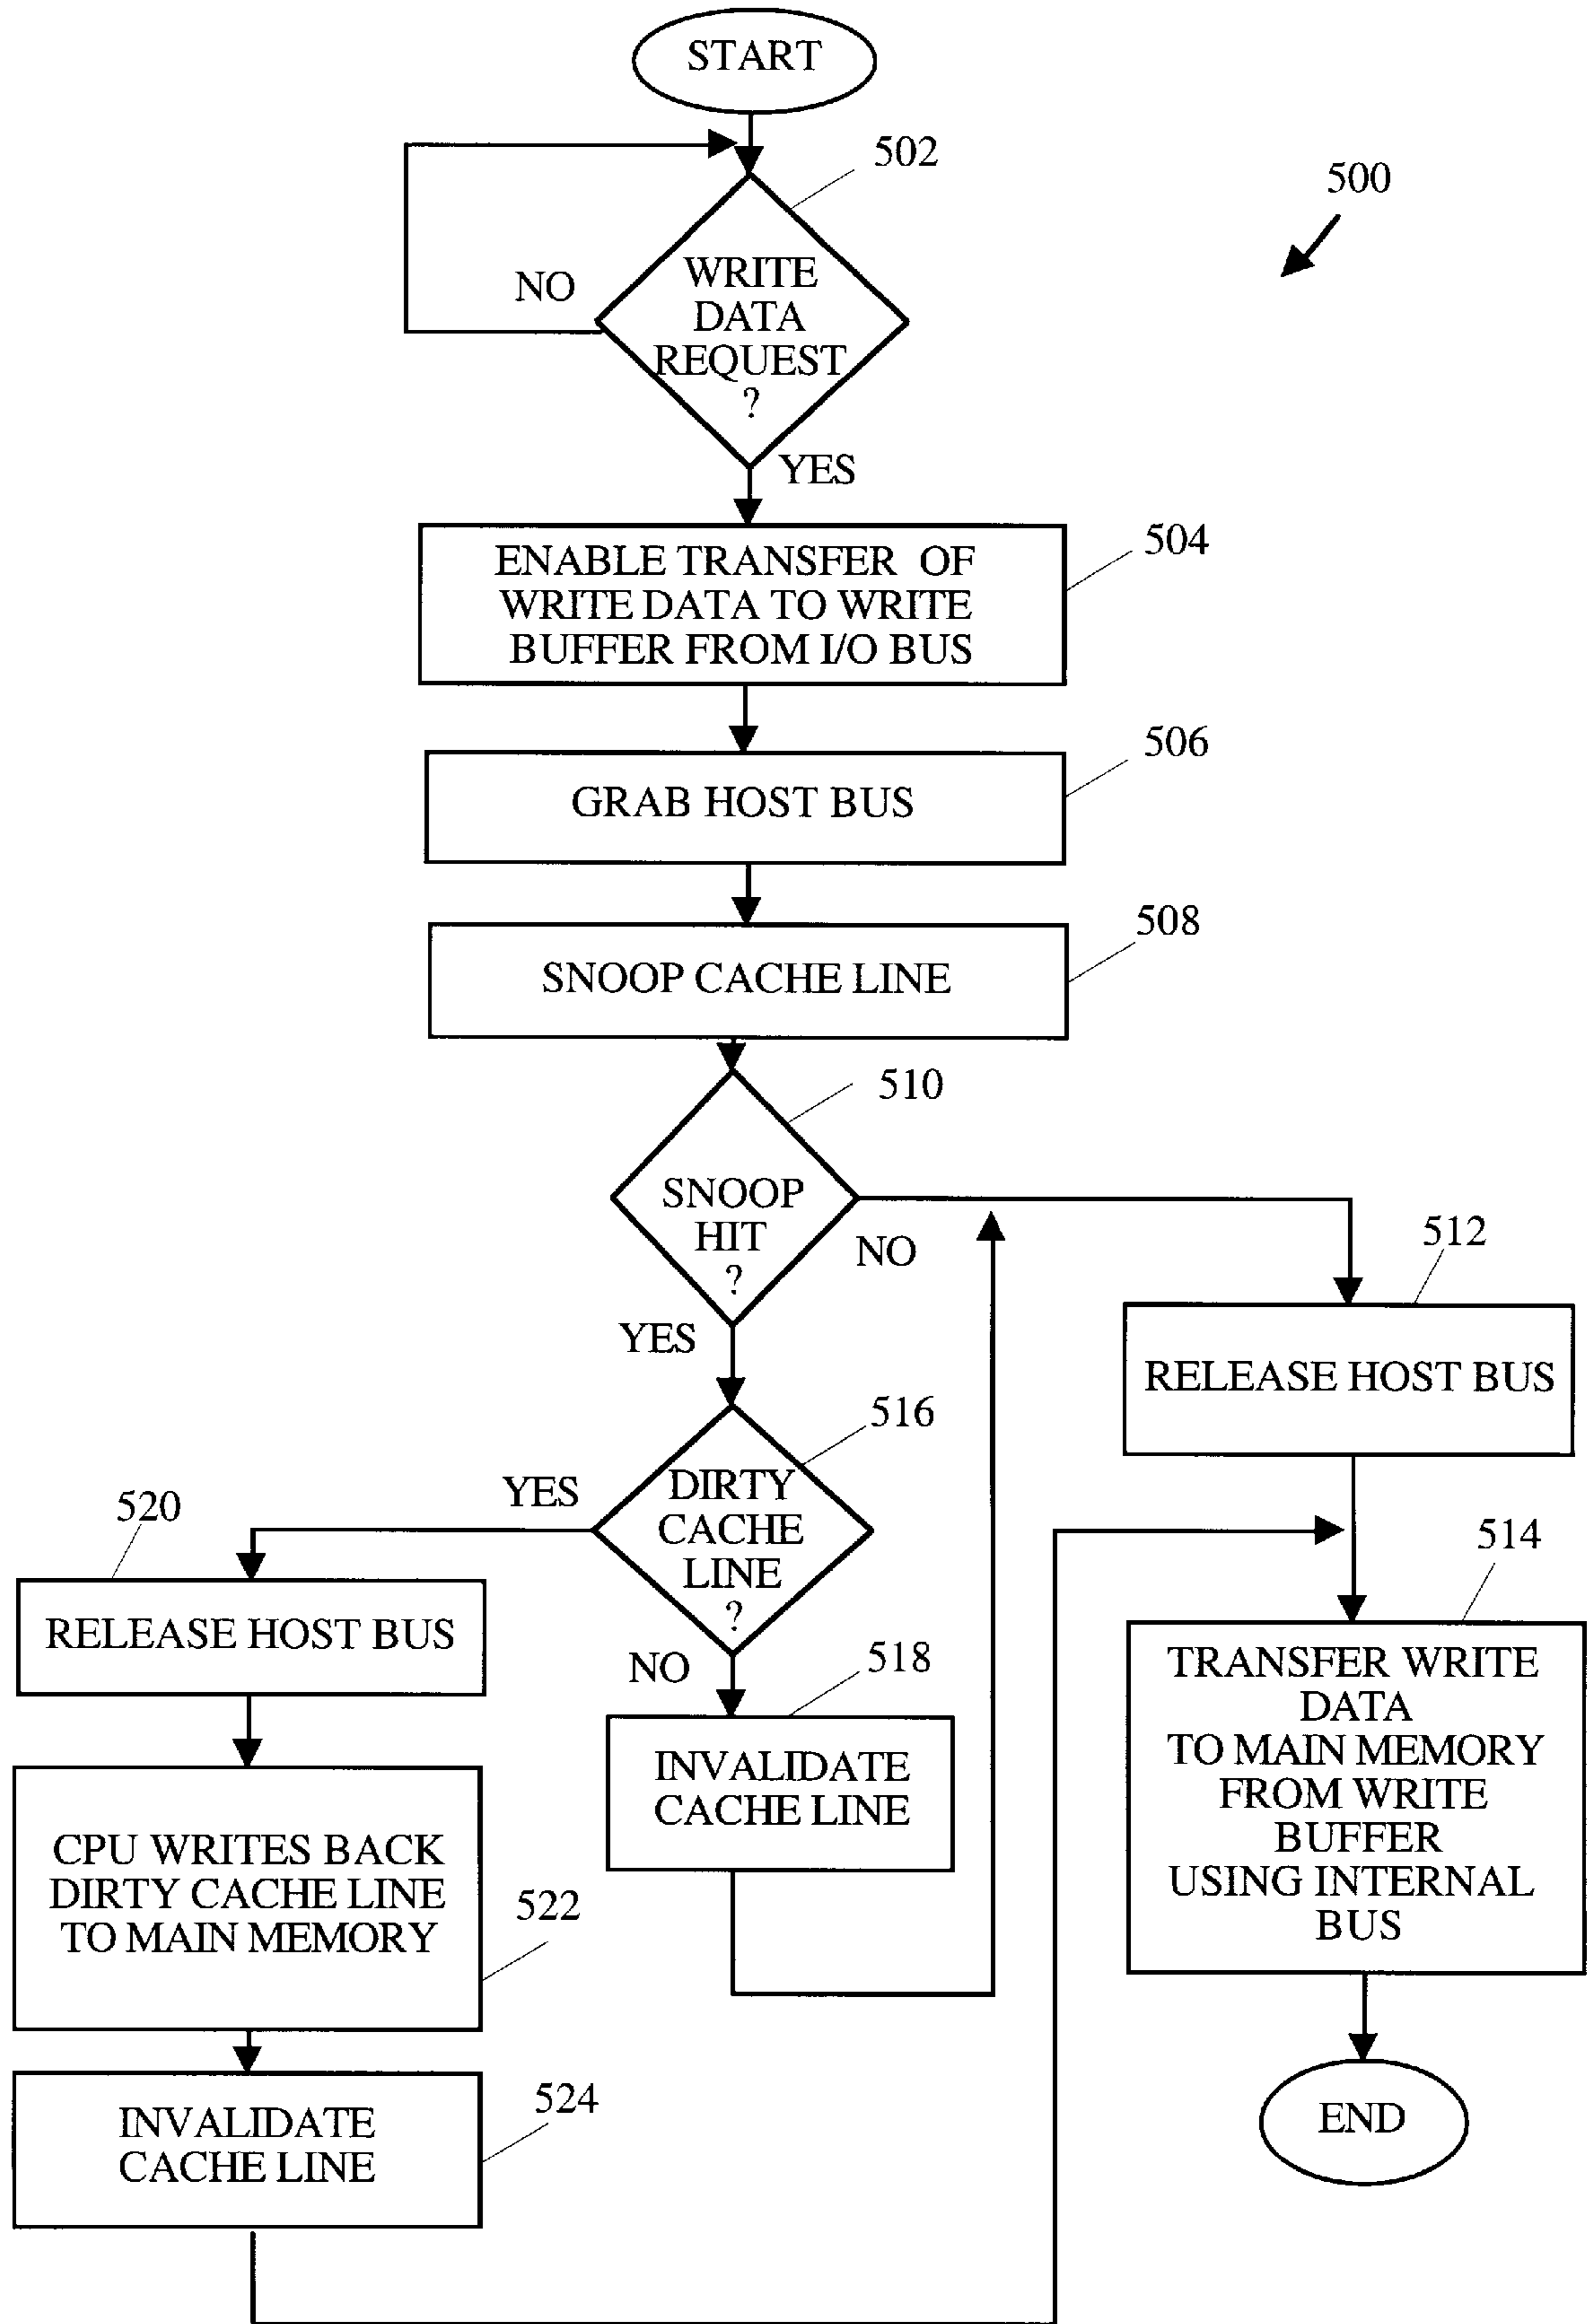 START
502
500
NO
WRITE
DATA
REQUEST
?
YES
504
ENABLE TRANSFER OF
WRITE DATA TO WRITE
BUFFER FROM I/O BUS
506
GRAB HOST BUS
508
SNOOP CACHE LINE
510
SNOOP
HIT
?
NO
512
YES
RELEASE HOST BUS
516
DIRTY
CACHE
LINE
?
YES
520
514
RELEASE HOST BUS
NO
518
TRANSFER WRITE
DATA
TO MAIN MEMORY
FROM WRITE
BUFFER
USING INTERNAL
BUS
INVALIDATE
CACHE LINE
CPU WRITES BACK
DIRTY CACHE LINE
TO MAIN MEMORY
522
524
INVALIDATE
CACHE LINE
END